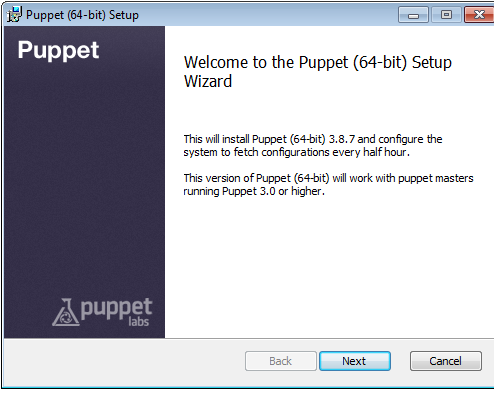 Puppet (64-bit) Setup
Puppet
Welcome to the Puppet (64-bit) Setup
Wizard
This will install Puppet (64-bit) 3.8.7 and configure the
system to fetch configurations every half hour.
This version of Puppet (64-bit) will work with puppet masters
running Puppet 3.0 or higher.
puppet
labs
Back
Next
Cancel